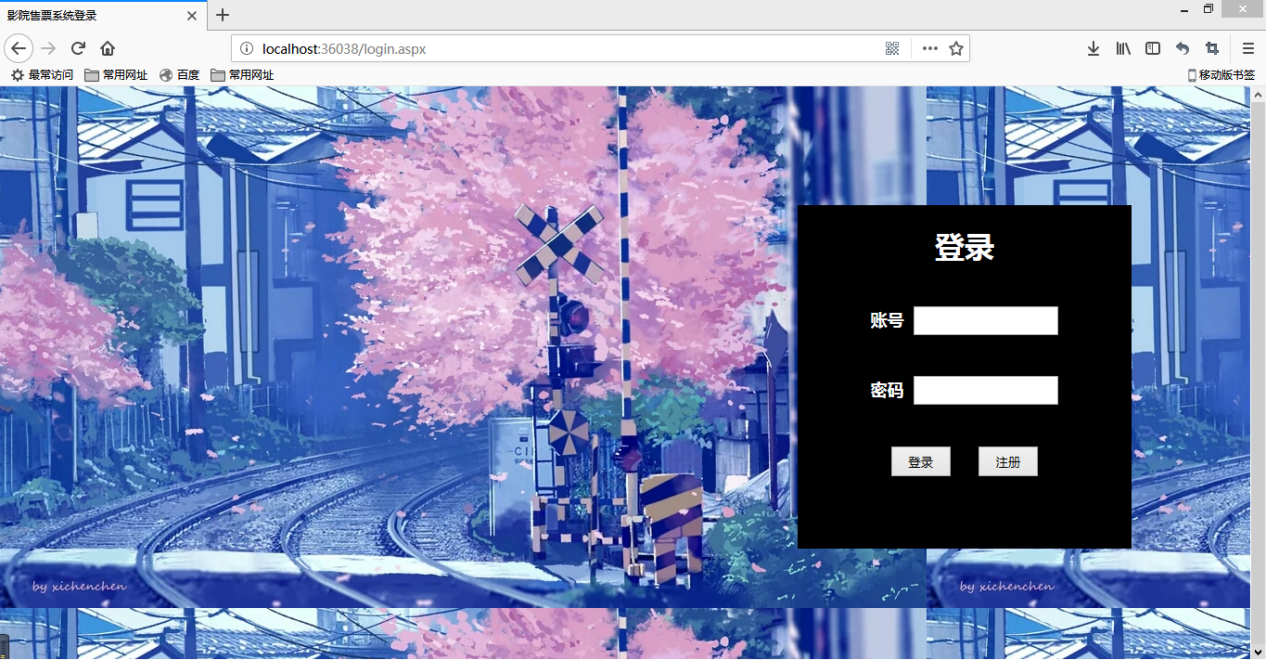 影院售票系统登录
localhost:36038/login.aspx
最常访问 常用网址 百度 常用网址 移动版书签
登录
账号
密码
登录 注册
by xichenchen by xichenchen